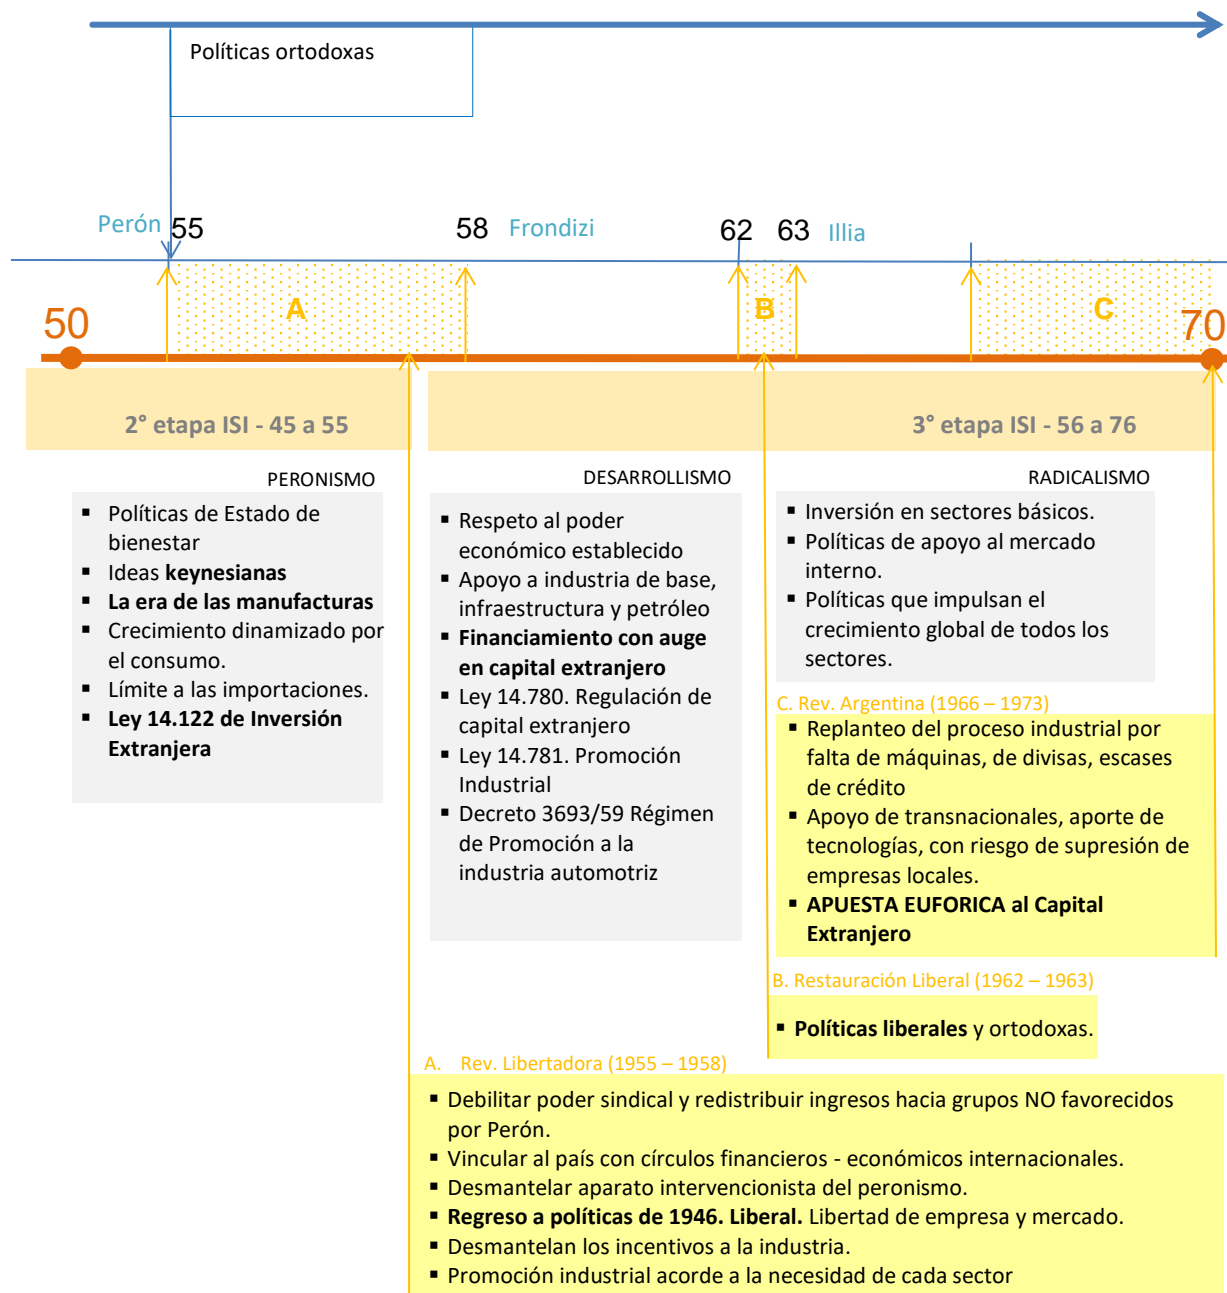 Políticas ortodoxas
Perón 55
58 Frondizi
62 63 Illia
A
B
C
50
70
2° etapa ISI - 45 a 55
3° etapa ISI - 56 a 76
PERONISMO
▪ Políticas de Estado de
bienestar
▪ Ideas keynesianas
▪ La era de las manufacturas
▪ Crecimiento dinamizado por
el consumo.
▪ Límite a las importaciones.
▪ Ley 14.122 de Inversión
Extranjera
DESARROLLISMO
▪ Respeto al poder
económico establecido
▪ Apoyo a industria de base,
infraestructura y petróleo
▪ Financiamiento con auge
en capital extranjero
▪ Ley 14.780. Regulación de
capital extranjero
▪ Ley 14.781. Promoción
Industrial
▪ Decreto 3693/59 Régimen
de Promoción a la
industria automotriz
RADICALISMO
▪ Inversión en sectores básicos.
▪ Políticas de apoyo al mercado
interno.
▪ Políticas que impulsan el
crecimiento global de todos los
sectores.
C. Rev. Argentina (1966 – 1973)
▪ Replanteo del proceso industrial por
falta de máquinas, de divisas, escases
de crédito
▪ Apoyo de transnacionales, aporte de
tecnologías, con riesgo de supresión de
empresas locales.
▪ APUESTA EUFORICA al Capital
Extranjero
B. Restauración Liberal (1962 – 1963)
▪ Políticas liberales y ortodoxas.
A. Rev. Libertadora (1955 – 1958)
▪ Debilitar poder sindical y redistribuir ingresos hacia grupos NO favorecidos
por Perón.
▪ Vincular al país con círculos financieros - económicos internacionales.
▪ Desmantelar aparato intervencionista del peronismo.
▪ Regreso a políticas de 1946. Liberal. Libertad de empresa y mercado.
▪ Desmantelan los incentivos a la industria.
▪ Promoción industrial acorde a la necesidad de cada sector